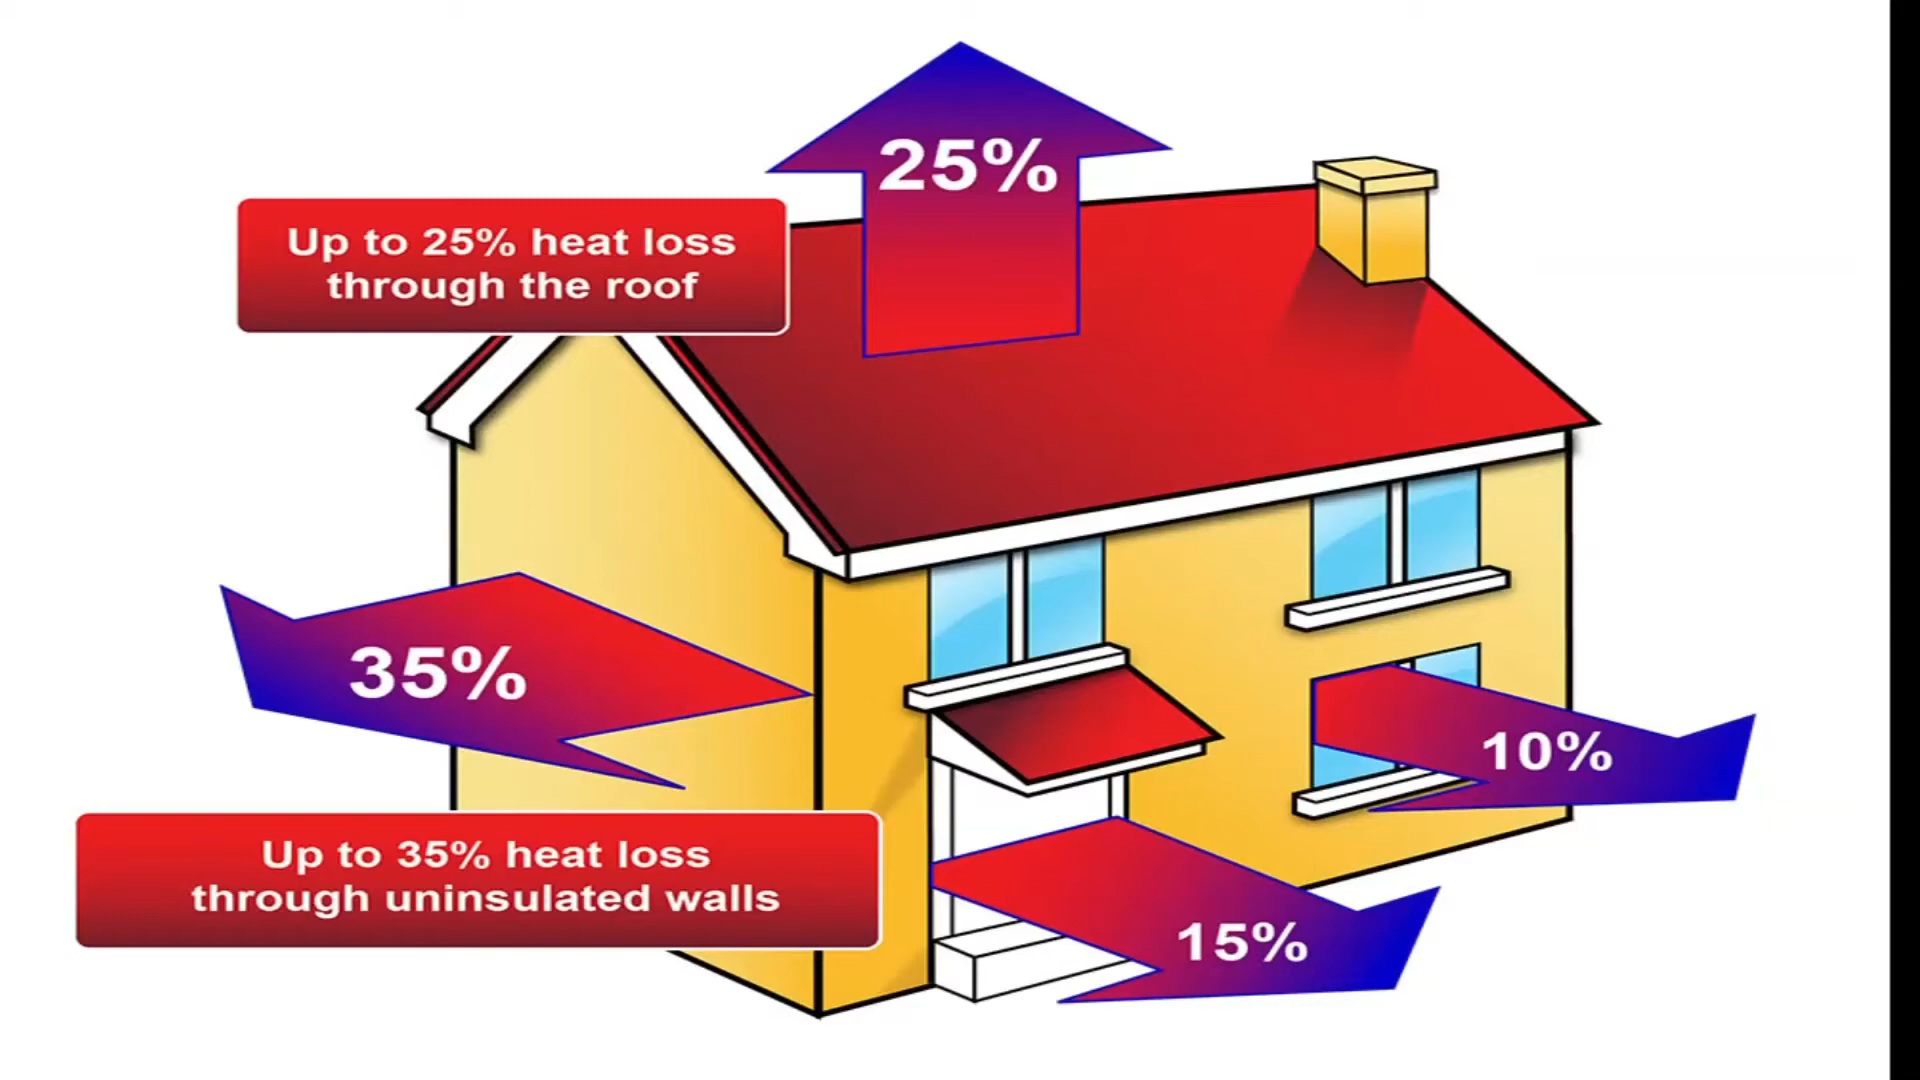 25%
Up to 25% heat loss
through the roof
35%
10%
Up to 35% heat loss
through uninsulated walls
15%